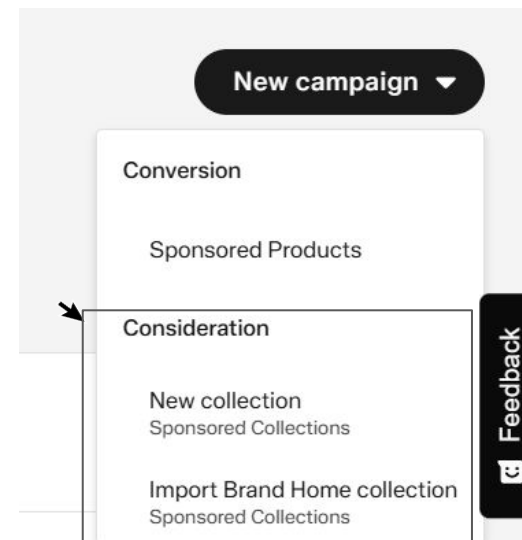 New campaign
Conversion
Sponsored Products
Consideration
New collection
Sponsored Collections
Import Brand Home collection
Sponsored Collections
Feedback